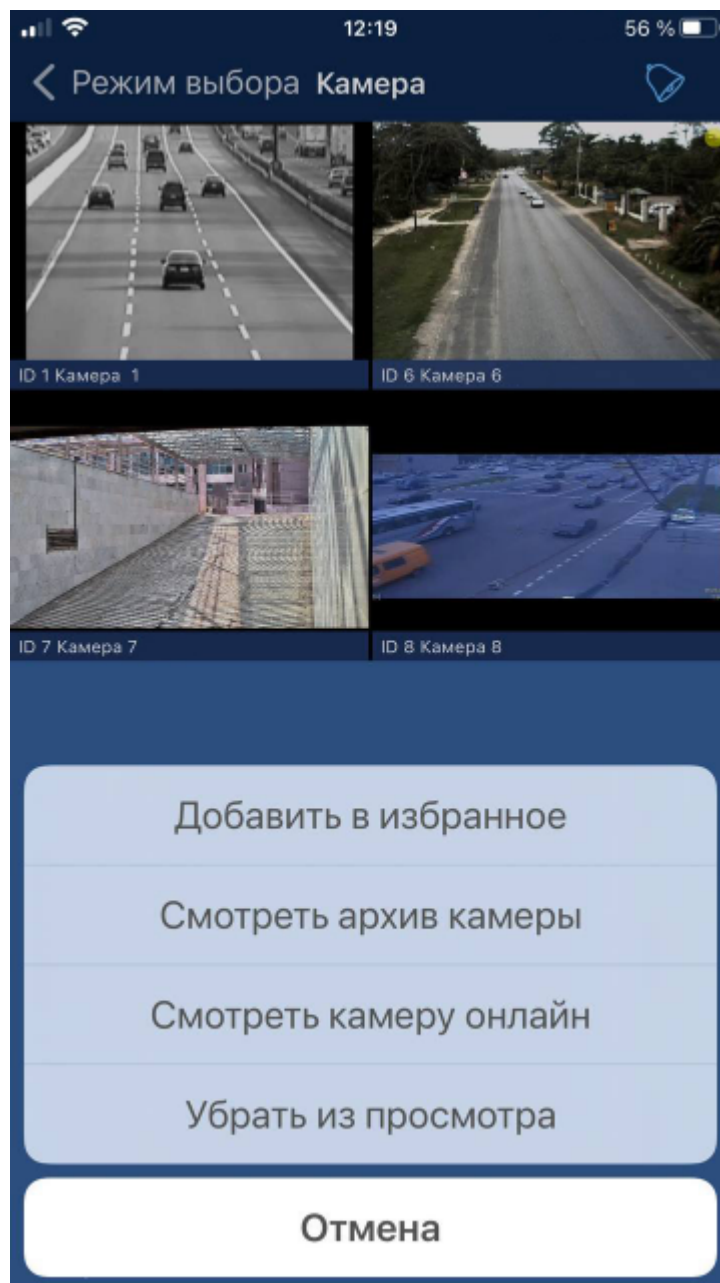 12:19
56 %
Режим выбора Камера
ID 1 Камера 1
ID 6 Камера 6
ID 7 Камера 7
ID 8 Камера 8
Добавить в избранное
Смотреть архив камеры
Смотреть камеру онлайн
Убрать из просмотра
Отмена